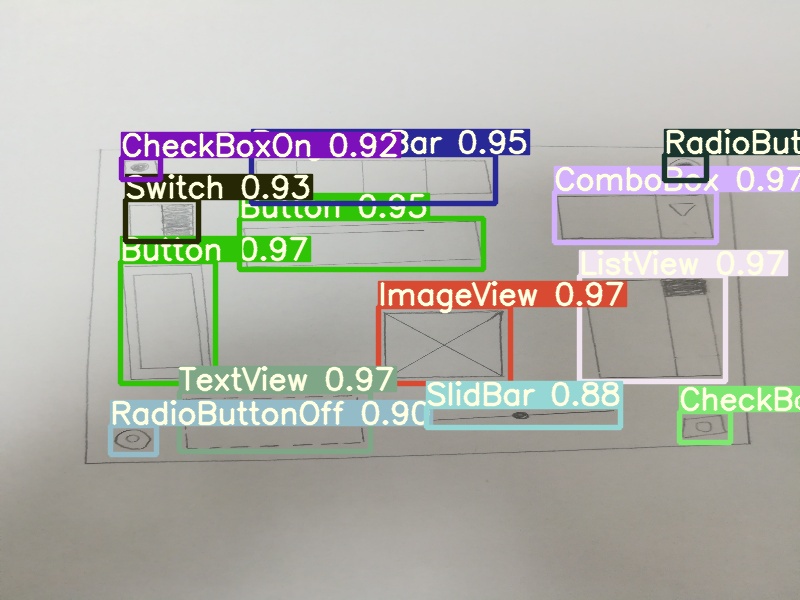 CheckBoxOn 0.92
Bar 0.95
RadioBut
Switch 0.93
Button 0.95
ComboBox 0.97
Button 0.97
ListView 0.97
ImageView 0.97
TextView 0.97
SlidBar 0.88
RadioButtonOff 0.90
CheckBo